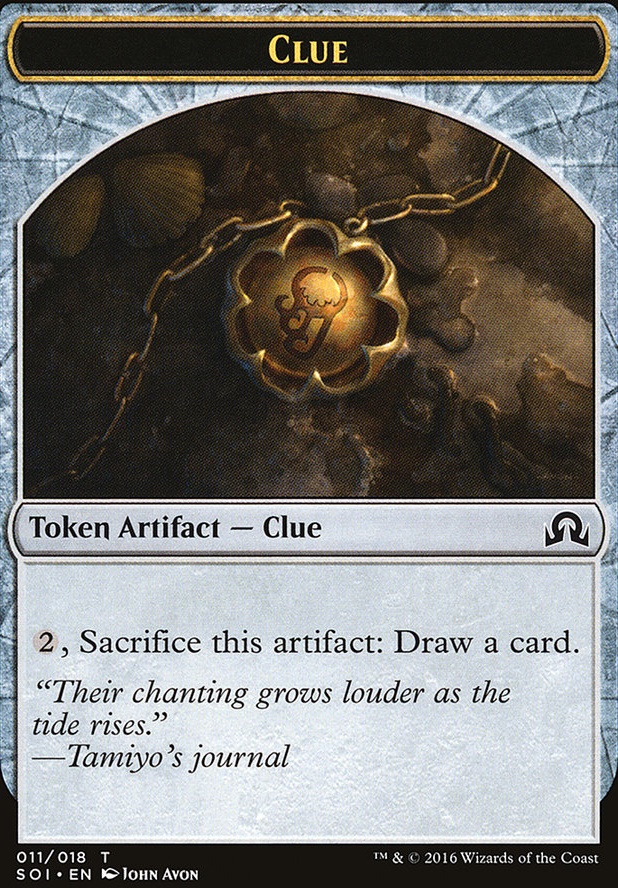 CLUE
Token Artifact — Clue
2, Sacrifice this artifact: Draw a card.
“Their chanting grows louder as the
tide rises.”
—Tamiyo’s journal
011/018 T
SOI • EN JOHN AVON
™ & © 2016 Wizards of the Coast